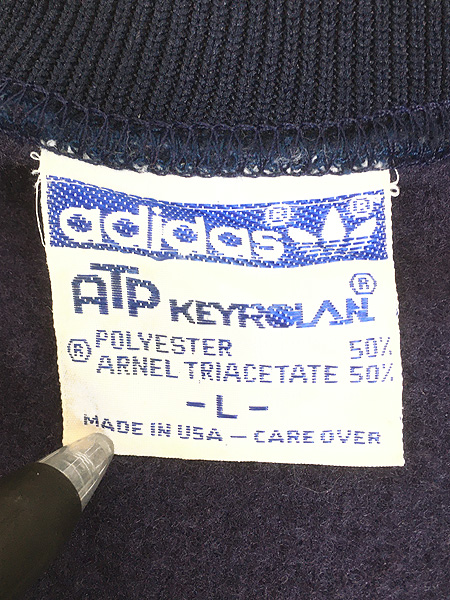 adidas®®
ATP KEYROLAN®
® POLYESTER 50%
ARNEL TRIACETATE 50%
- L -
MADE IN USA - CARE OVER